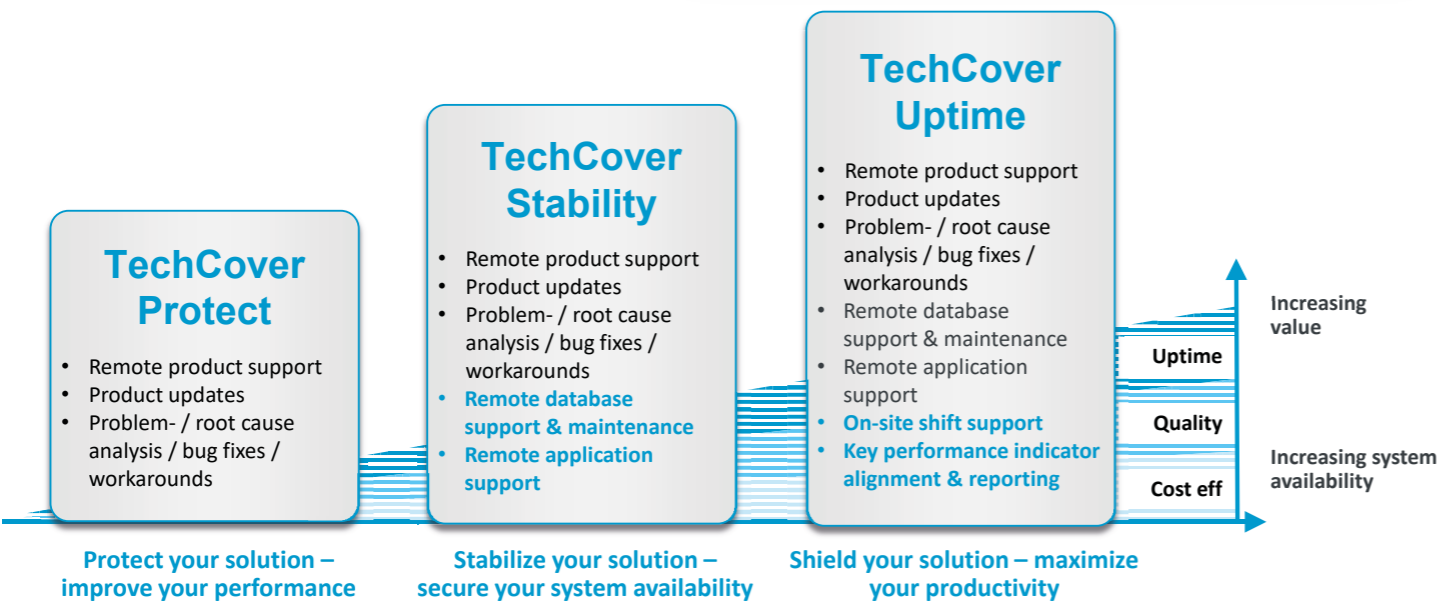 TechCover
Protect
• Remote product support
• Product updates
• Problem- / root cause
analysis / bug fixes /
workarounds
Protect your solution –
improve your performance
TechCover
Stability
• Remote product support
• Product updates
• Problem- / root cause
analysis / bug fixes /
workarounds
• Remote database
support & maintenance
• Remote application
support
Stabilize your solution –
secure your system availability
TechCover
Uptime
• Remote product support
• Product updates
• Problem- / root cause
analysis / bug fixes /
workarounds
• Remote database
support & maintenance
• Remote application
support
• On-site shift support
• Key performance indicator
alignment & reporting
Shield your solution – maximize
your productivity
Uptime
Quality
Cost eff
Increasing
value
Increasing system
availability